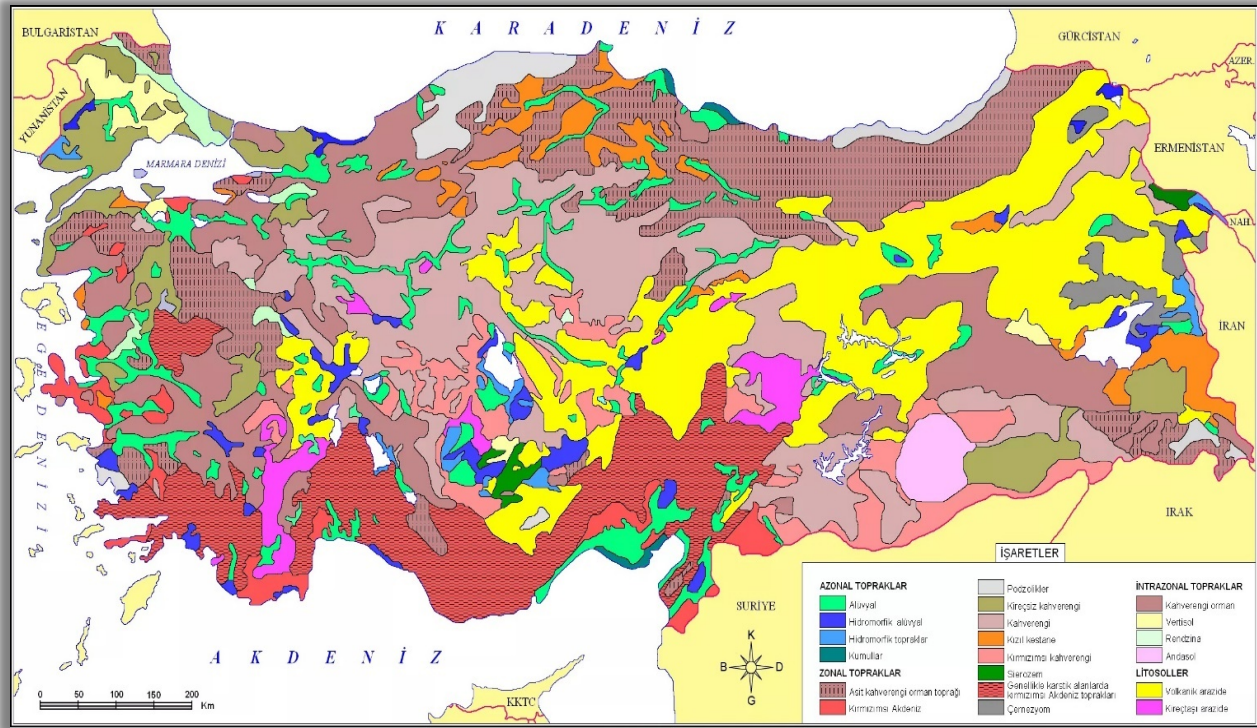 K A R A D E N İ Z
BULGARİSTAN
GÜRCİSTAN
AZER.
YUNANİSTAN
ERMENİSTAN
MARMARA DENİZİ
NAH.
İRAN
E G E D E N İ Z İ
IRAK
SURİYE
A K D E N İ Z
KKTC
0 50 100 150 200
Km
K
B D
G
İŞARETLER
AZONAL TOPRAKLAR
Alüvyal
Hidromorfik alüvyal
Hidromorfik topraklar
Kumullar
ZONAL TOPRAKLAR
Asit kahverengi orman toprağı
Kırmızımsı Akdeniz
Podzolikler
Kireçsiz kahverengi
Kahverengi
Kızıl kestane
Kırmızımsı kahverengi
Sierozem
Genellikle karstik alanlarda
kırmızımsı Akdeniz toprakları
Çernezyom
İNTRAZONAL TOPRAKLAR
Kahverengi orman
Vertisol
Rendzina
Andasol
LİTOSOLLER
Volkanik arazide
Kireçtaşı arazide